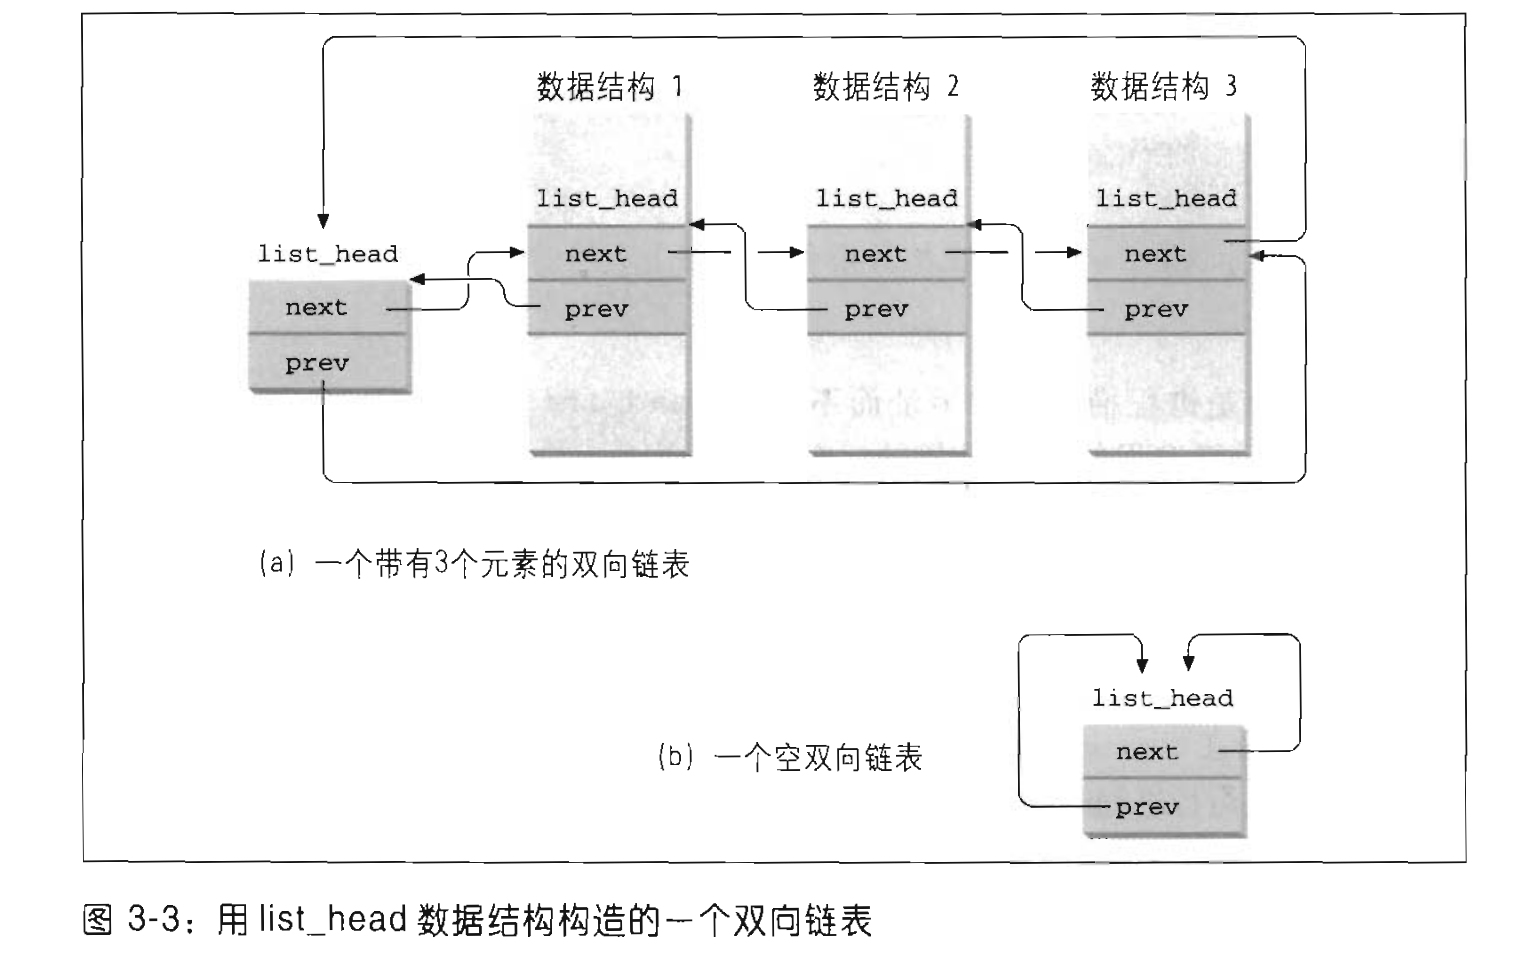 数据结构 1 数据结构 2 数据结构 3
list_head list_head list_head
list_head
next next next
next
prev prev prev
prev
(a) 一个带有3个元素的双向链表
list_head
(b) 一个空双向链表
next
prev
图 3-3：用 list_head 数据结构构造的一个双向链表